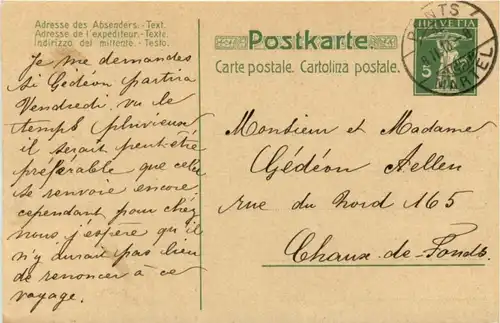 Adresse des Absenders. - Text.
Adresse de l'expediteur. - Texte.
Indirizzo del mittente. - Testo.
Je me demandes
si Gédéon partira
Vendredi. vu le
temps pluvieux
il serait peut-être
préférable que cela
se renvoie encore.
cependant pour chez
nous j'espère qu'il
n'y aurait pas lieu
de renoncer à ce
voyage.
Postkarte
Carte postale. Cartolina postale.
HELVETIA
5
PONTS
MARTEL
Monsieur et Madame
Gédéon Aellen
rue du Nord 165
Chaux-de-Fonds.